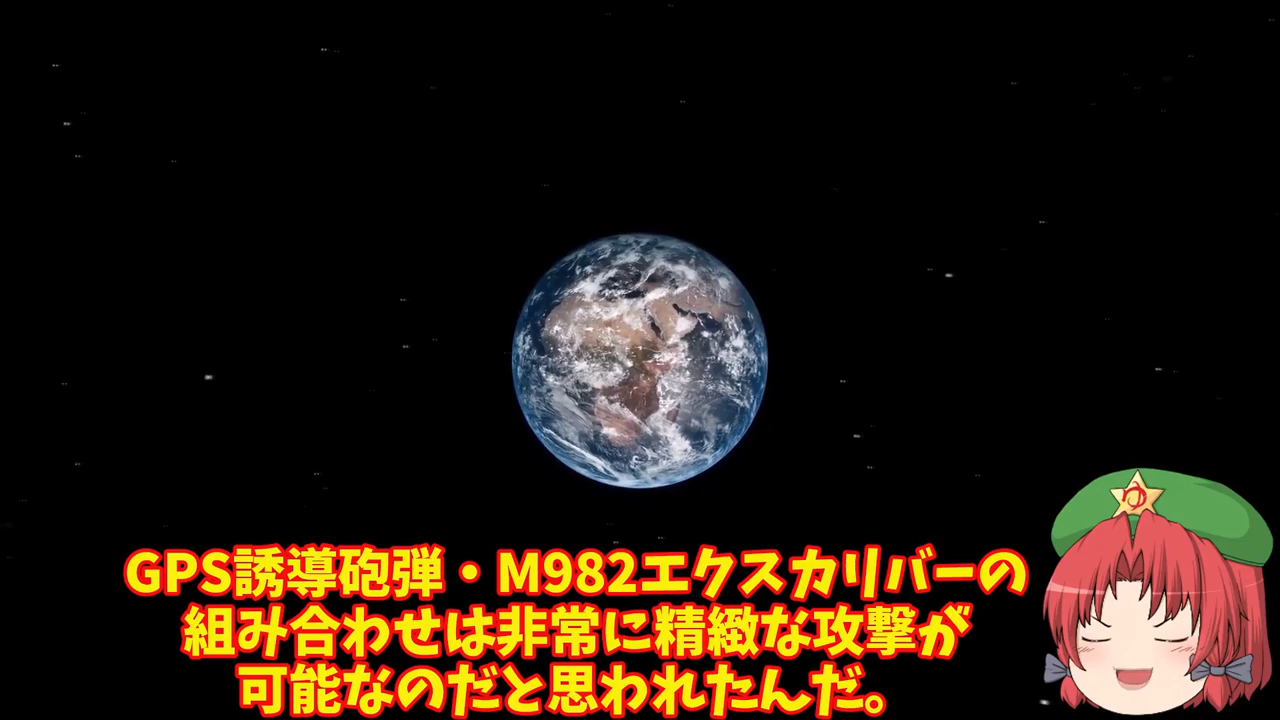 GPS誘導砲弾・M982エクスカリバーの
組み合わせは非常に精緻な攻撃が
可能なのだと思われたんだ。
ゆ